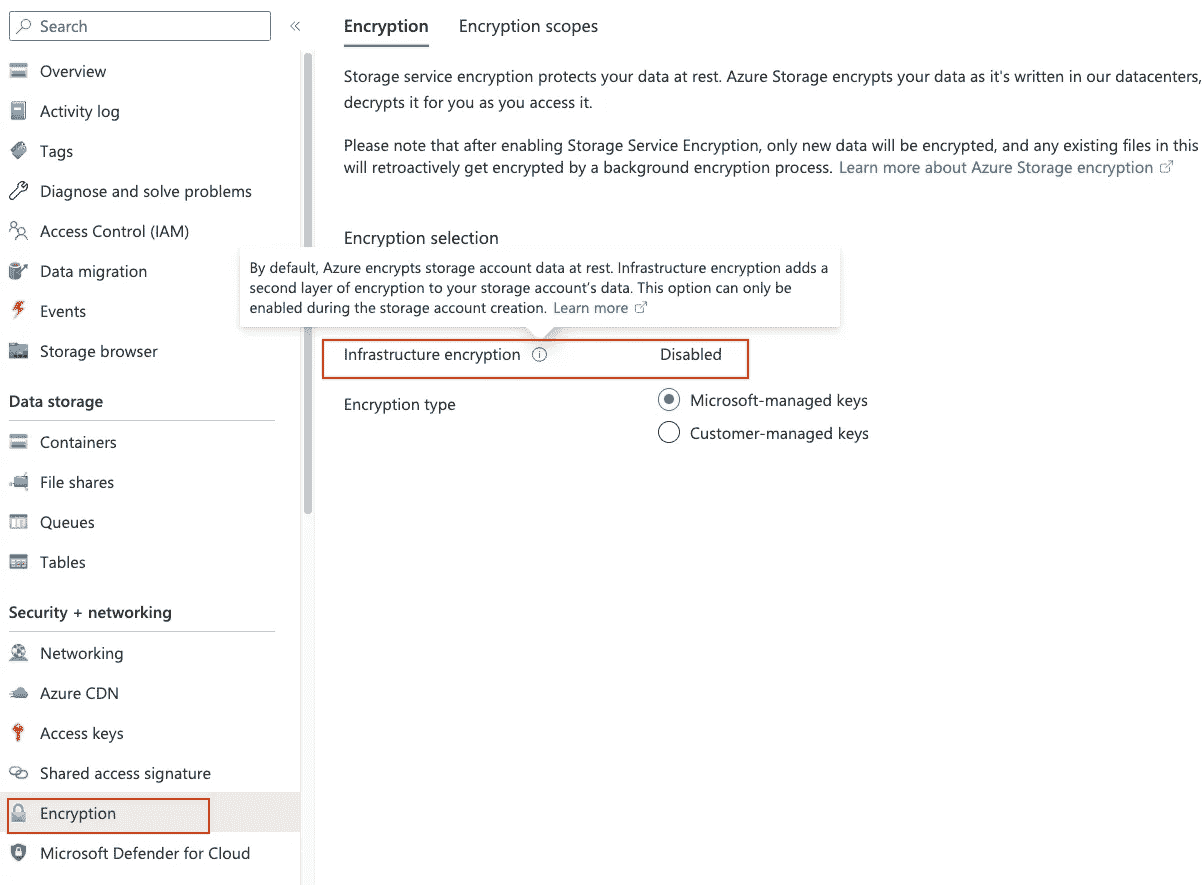 Search
«
Overview
Activity log
Tags
Diagnose and solve problems
Access Control (IAM)
Data migration
Events
Storage browser
Data storage
Containers
File shares
Queues
Tables
Security + networking
Networking
Azure CDN
Access keys
Shared access signature
Encryption
Microsoft Defender for Cloud
Encryption Encryption scopes
Storage service encryption protects your data at rest. Azure Storage encrypts your data as it's written in our datacenters,
decrypts it for you as you access it.
Please note that after enabling Storage Service Encryption, only new data will be encrypted, and any existing files in this
will retroactively get encrypted by a background encryption process. Learn more about Azure Storage encryption
Encryption selection
By default, Azure encrypts storage account data at rest. Infrastructure encryption adds a
second layer of encryption to your storage account's data. This option can only be
enabled during the storage account creation. Learn more
Infrastructure encryption Disabled
Encryption type
Microsoft-managed keys
Customer-managed keys